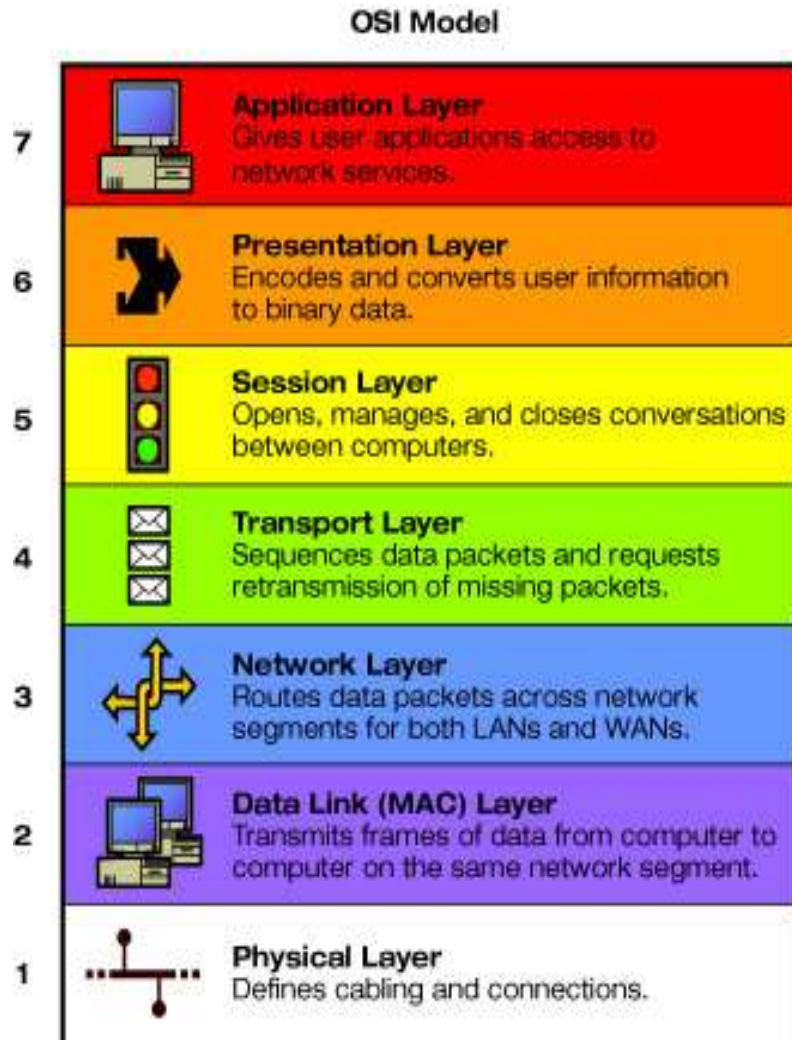 OSI Model
7
Application Layer
Gives user applications access to
network services.
6
Presentation Layer
Encodes and converts user information
to binary data.
5
Session Layer
Opens, manages, and closes conversations
between computers.
4
Transport Layer
Sequences data packets and requests
retransmission of missing packets.
3
Network Layer
Routes data packets across network
segments for both LANs and WANs.
2
Data Link (MAC) Layer
Transmits frames of data from computer to
computer on the same network segment.
1
Physical Layer
Defines cabling and connections.